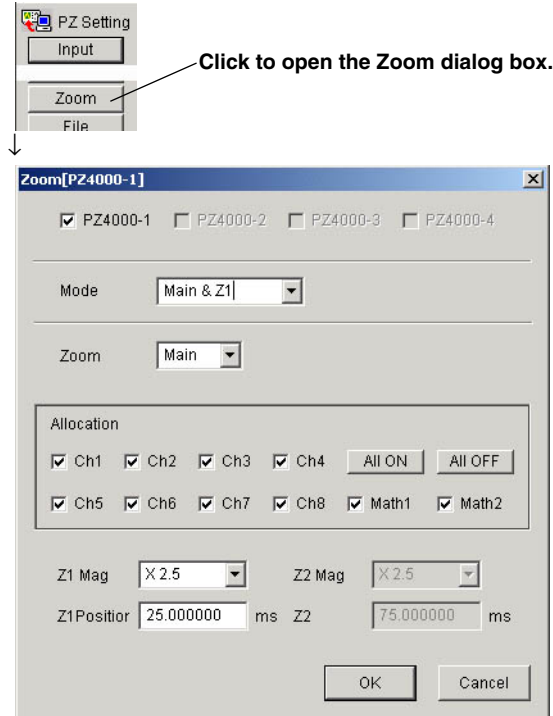 PZ Setting
Input
Click to open the Zoom dialog box.
Zoom
File
↓
Zoom[PZ4000-1]
PZ4000-1 PZ4000-2 PZ4000-3 PZ4000-4
Mode Main & Z1
Zoom Main
Allocation
Ch1 Ch2 Ch3 Ch4 All ON All OFF
Ch5 Ch6 Ch7 Ch8 Math1 Math2
Z1 Mag X 2.5 Z2 Mag X 2.5
Z1Positior 25.000000 ms Z2 75.000000 ms
OK Cancel